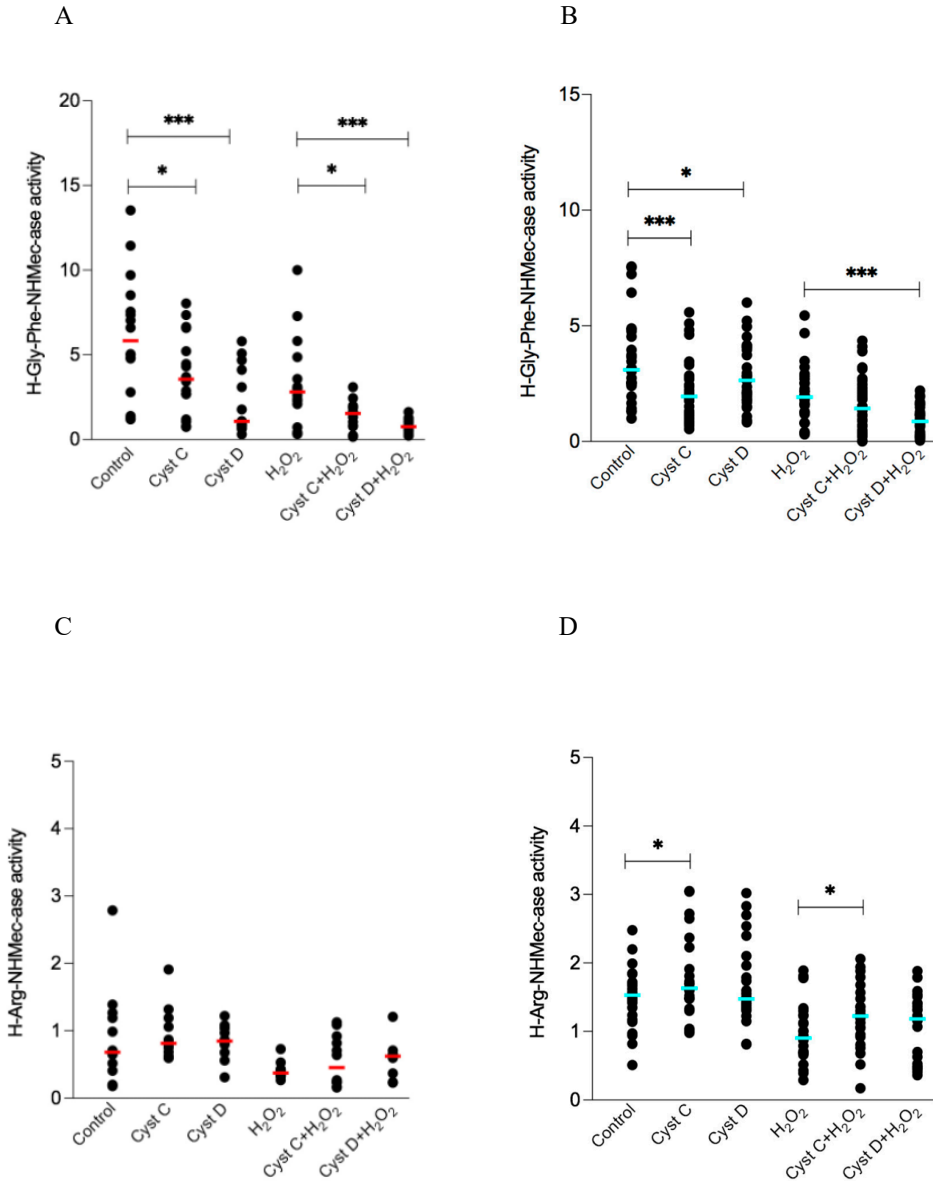 A
H-Gly-Phe-NHMec-ase activity
20
15
10
5
0
***
*
***
*
Control
Cyst C
Cyst D
H₂O₂
Cyst C+H₂O₂
Cyst D+H₂O₂
B
H-Gly-Phe-NHMec-ase activity
15
10
5
0
*
***
***
Control
Cyst C
Cyst D
H₂O₂
Cyst C+H₂O₂
Cyst D+H₂O₂
C
H-Arg-NHMec-ase activity
5
4
3
2
1
0
Control
Cyst C
Cyst D
H₂O₂
Cyst C+H₂O₂
Cyst D+H₂O₂
D
H-Arg-NHMec-ase activity
5
4
3
2
1
0
*
*
Control
Cyst C
Cyst D
H₂O₂
Cyst C+H₂O₂
Cyst D+H₂O₂